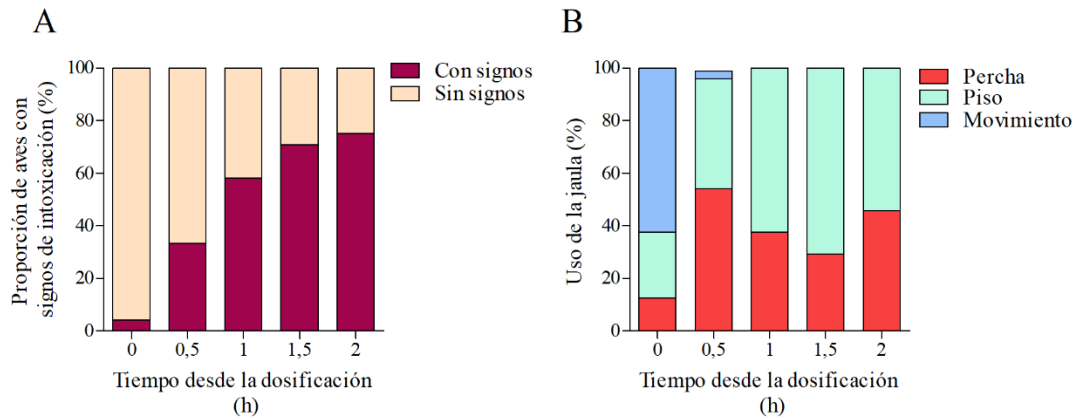 A
Proporción de aves con
signos de intoxicación (%)
100
80
60
40
20
0
0
0,5
1
1,5
2
Tiempo desde la dosificación
(h)
Con signos
Sin signos
B
Uso de la jaula (%)
100
80
60
40
20
0
0
0,5
1
1,5
2
Tiempo desde la dosificación
(h)
Percha
Piso
Movimiento